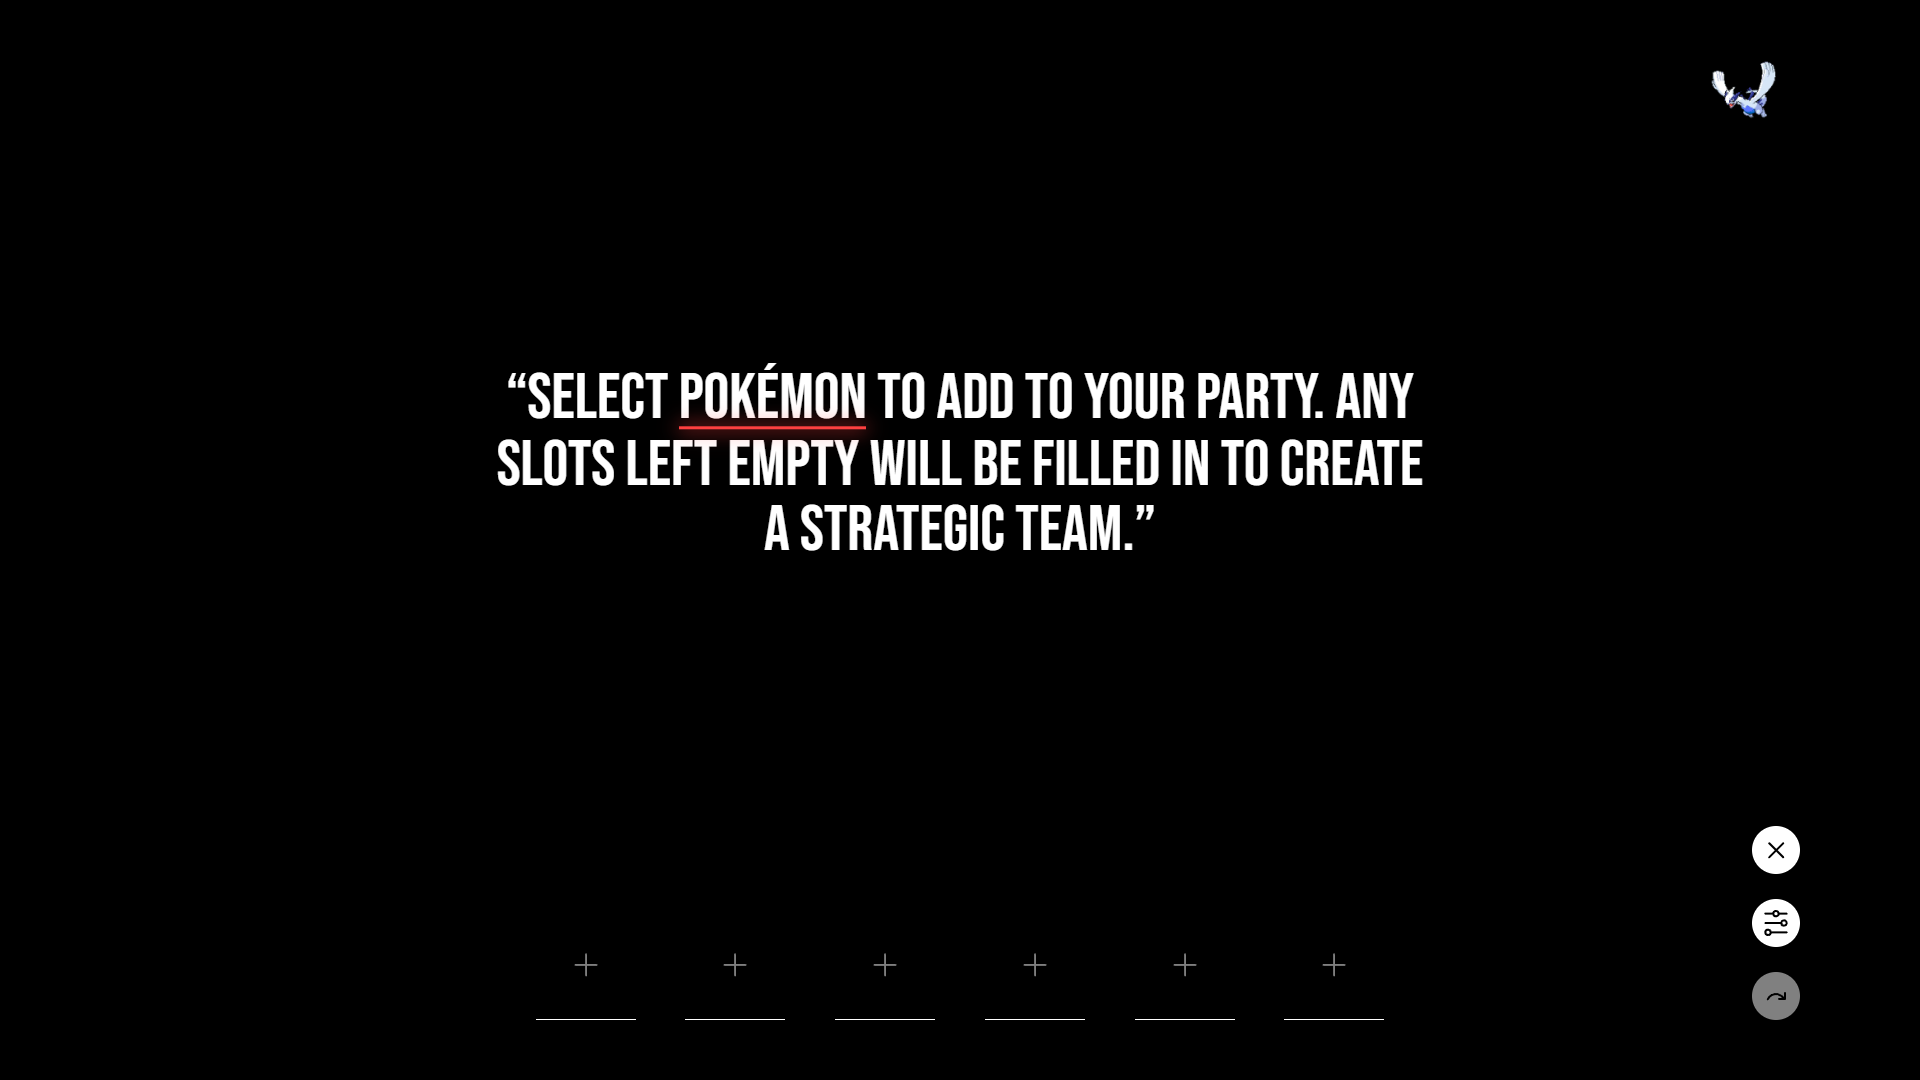 “SELECT POKÉMON TO ADD TO YOUR PARTY. ANY
SLOTS LEFT EMPTY WILL BE FILLED IN TO CREATE
A STRATEGIC TEAM.”